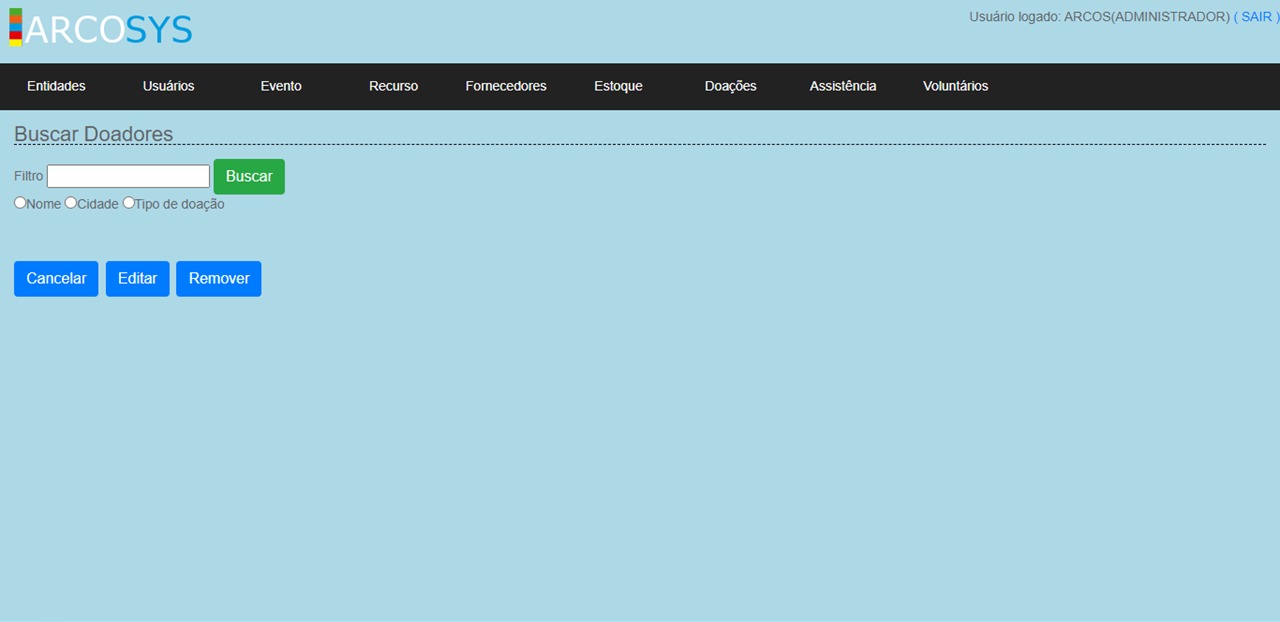 ARCOSYS
Usuário logado: ARCOS(ADMINISTRADOR) ( SAIR )
Entidades Usuários Evento Recurso Fornecedores Estoque Doações Assistência Voluntários
Buscar Doadores
Filtro Buscar
Nome Cidade Tipo de doação
Cancelar Editar Remover